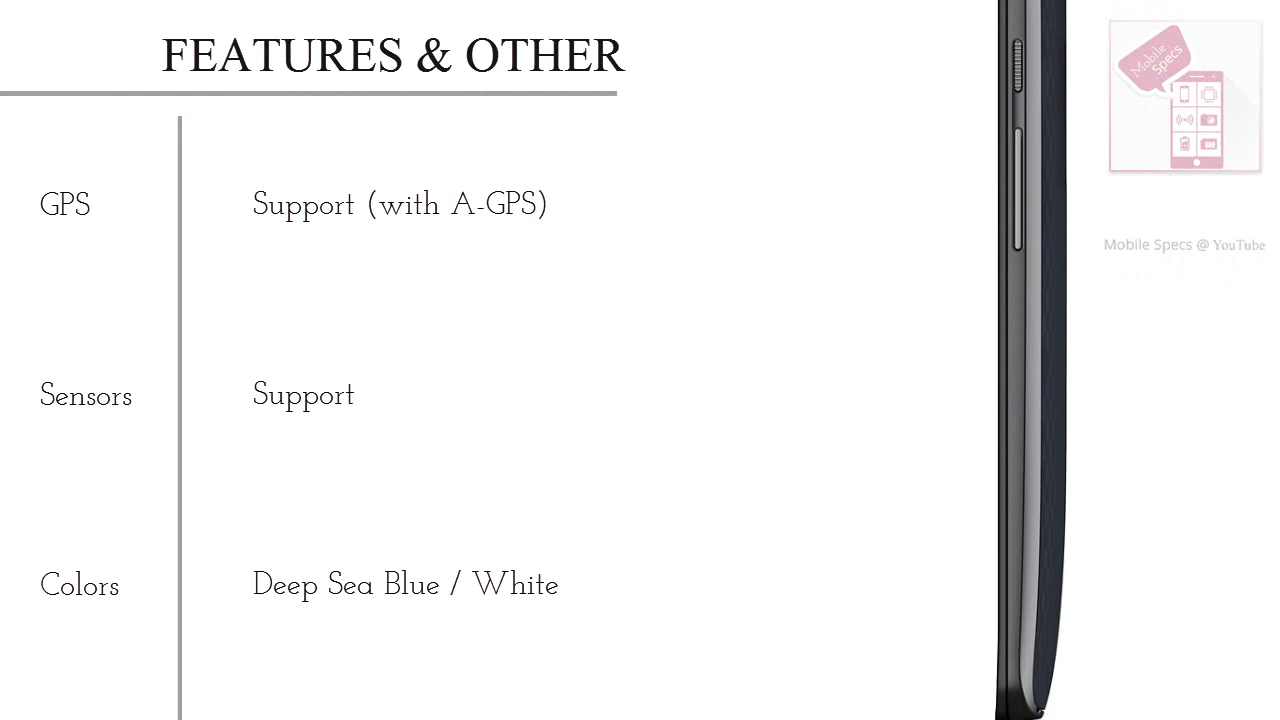 FEATURES & OTHER
Mobile
Specs
GPS
Support (with A-GPS)
Mobile Specs @ YouTube
Sensors
Support
Colors
Deep Sea Blue / White